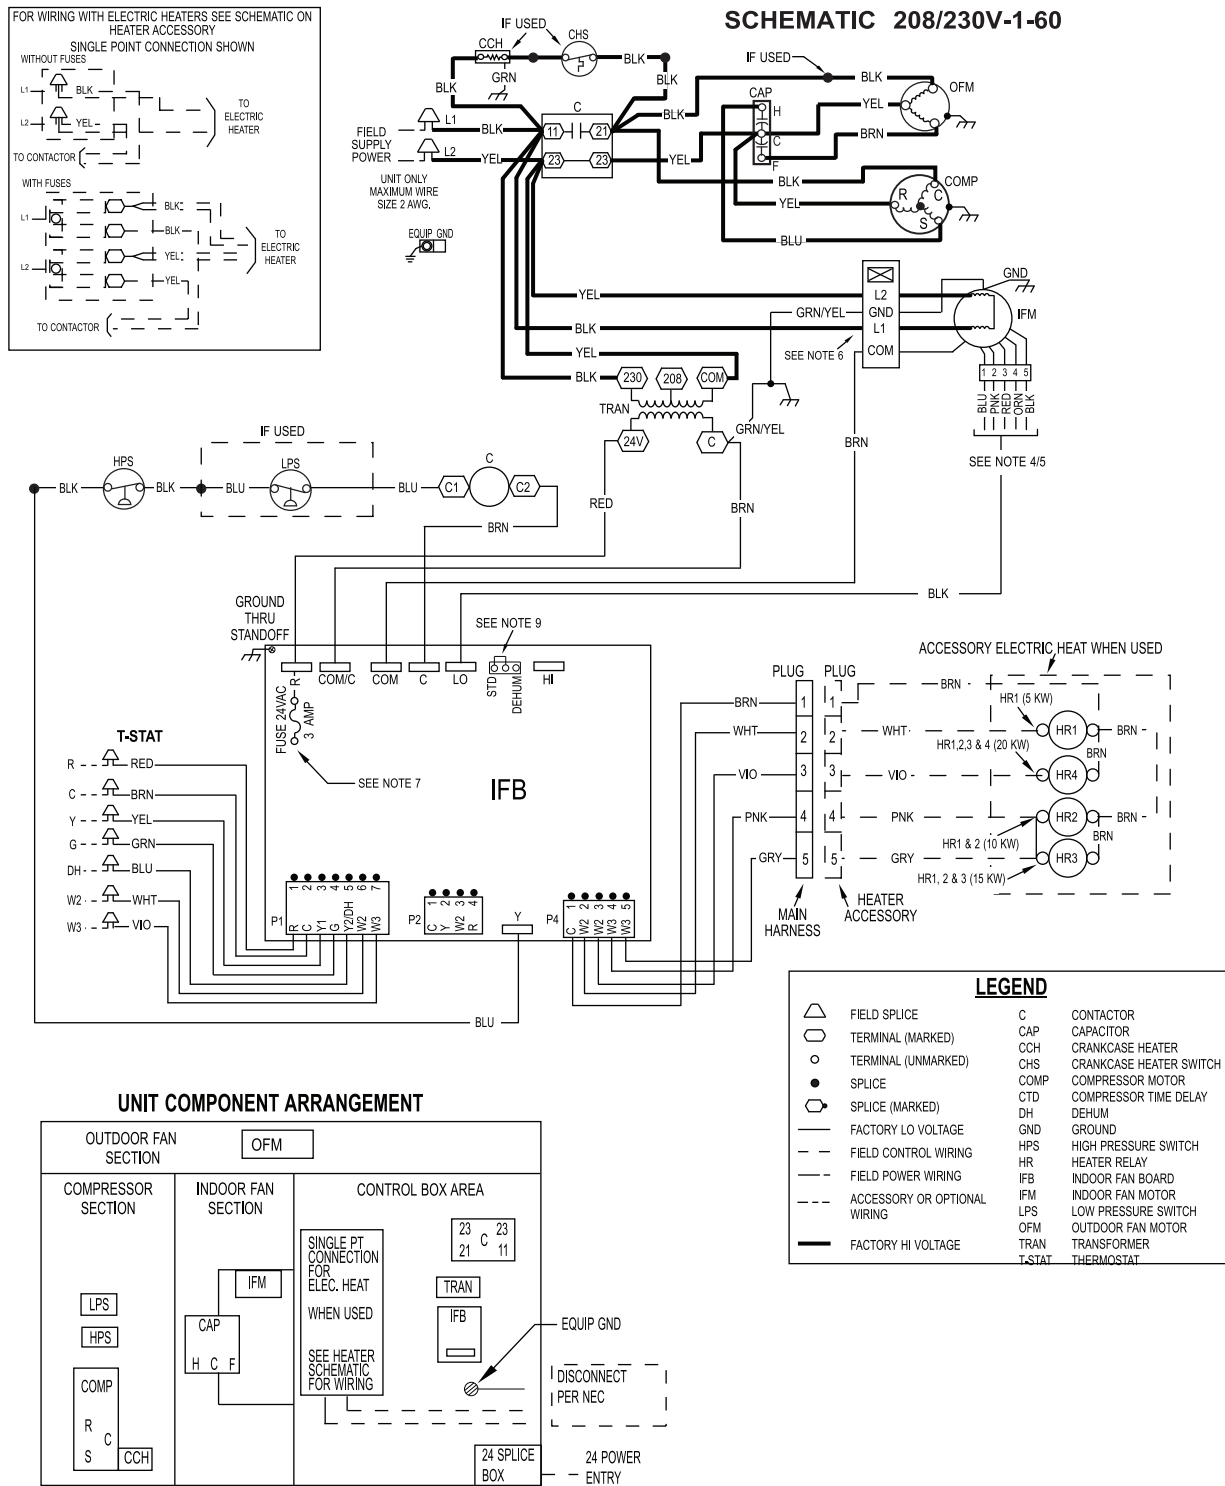 SCHEMATIC 208/230V-1-60
FOR WIRING WITH ELECTRIC HEATERS SEE SCHEMATIC ON
HEATER ACCESSORY
SINGLE POINT CONNECTION SHOWN
WITHOUT FUSES
L1
BLK
L2
YEL
TO
ELECTRIC
HEATER
TO CONTACTOR
WITH FUSES
L1
BLK
BLK
L2
YEL
YEL
TO
ELECTRIC
HEATER
TO CONTACTOR
IF USED
CCH
CHS
GRN
BLK
BLK
BLK
BLK
IF USED
BLK
OFM
CAP
H
C
F
YEL
BRN
FIELD
SUPPLY
POWER
L1
BLK
L2
YEL
C
11
21
23
23
YEL
UNIT ONLY
MAXIMUM WIRE
SIZE 2 AWG.
EQUIP GND
BLK
YEL
BLU
COMP
R
C
S
YEL
BLK
YEL
BLK
GRN/YEL
L2
GND
L1
COM
GND
IFM
SEE NOTE 6
230
208
COM
TRAN
24V
C
GRN/YEL
1 2 3 4 5
BLU
PNK
RED
ORN
BLK
SEE NOTE 4/5
BRN
RED
BRN
HPS
BLK
BLK
IF USED
LPS
BLU
BLU
C
C1
C2
BRN
BLK
GROUND
THRU
STANDOFF
SEE NOTE 9
R
COM/C
COM
C
LO
STD
DEHUM
HI
FUSE 24VAC
3 AMP
SEE NOTE 7
IFB
T-STAT
R
RED
C
BRN
Y
YEL
G
GRN
DH
BLU
W2
WHT
W3
VIO
P1
1 2 3 4 5 6 7
R
C
Y1
G
Y2/DH
W2
W3
P2
1 2 3 4
C
Y
W2
R
Y
P4
1 2 3 4 5
C
W2
W2
W3
W3
BLU
PLUG
PLUG
BRN
1
1
WHT
2
2
VIO
3
3
PNK
4
4
GRY
5
5
MAIN
HARNESS
HEATER
ACCESSORY
ACCESSORY ELECTRIC HEAT WHEN USED
BRN
HR1 (5 KW)
WHT
HR1
BRN
HR1,2,3 & 4 (20 KW)
BRN
VIO
HR4
PNK
HR2
BRN
HR1 & 2 (10 KW)
BRN
GRY
HR3
HR1, 2 & 3 (15 KW)
LEGEND
FIELD SPLICE
TERMINAL (MARKED)
TERMINAL (UNMARKED)
SPLICE
SPLICE (MARKED)
FACTORY LO VOLTAGE
FIELD CONTROL WIRING
FIELD POWER WIRING
ACCESSORY OR OPTIONAL
WIRING
FACTORY HI VOLTAGE
C CONTACTOR
CAP CAPACITOR
CCH CRANKCASE HEATER
CHS CRANKCASE HEATER SWITCH
COMP COMPRESSOR MOTOR
CTD COMPRESSOR TIME DELAY
DH DEHUM
GND GROUND
HPS HIGH PRESSURE SWITCH
HR HEATER RELAY
IFB INDOOR FAN BOARD
IFM INDOOR FAN MOTOR
LPS LOW PRESSURE SWITCH
OFM OUTDOOR FAN MOTOR
TRAN TRANSFORMER
T-STAT THERMOSTAT
UNIT COMPONENT ARRANGEMENT
OUTDOOR FAN
SECTION
OFM
COMPRESSOR
SECTION
LPS
HPS
COMP
R
C
S
CCH
INDOOR FAN
SECTION
IFM
CAP
H C F
CONTROL BOX AREA
SINGLE PT
CONNECTION
FOR
ELEC. HEAT
WHEN USED
SEE HEATER
SCHEMATIC
FOR WIRING
23 C 23
21 11
TRAN
IFB
EQUIP GND
DISCONNECT
PER NEC
24 SPLICE
BOX
24 POWER
ENTRY